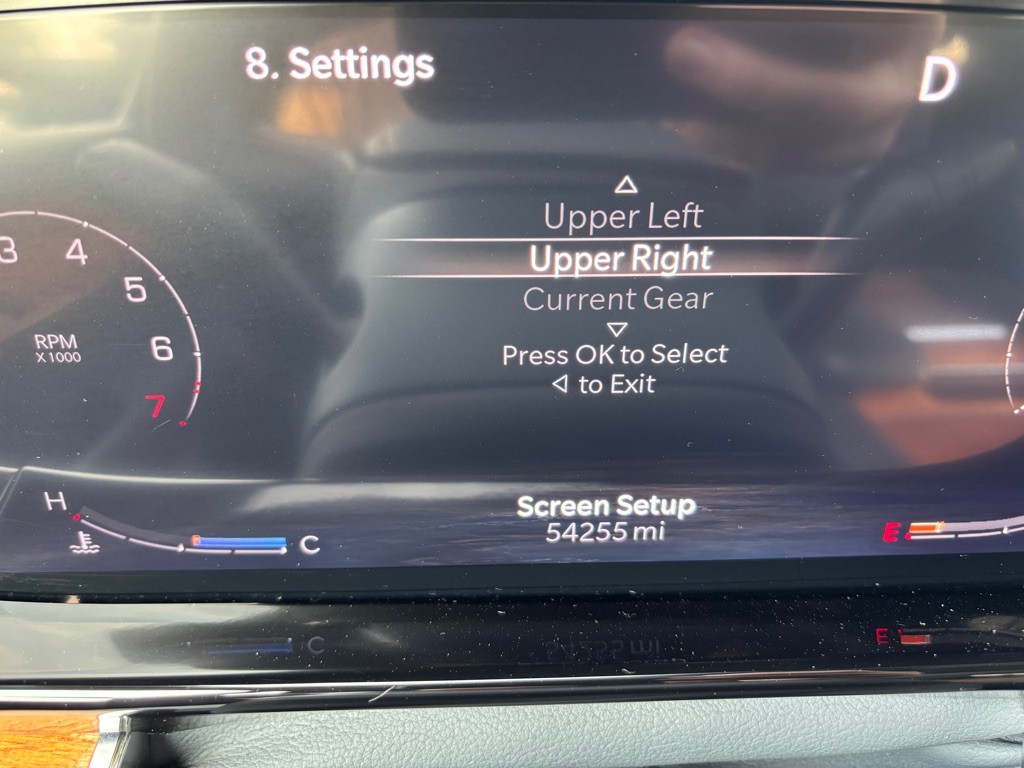 8. Settings
D
Upper Left
Upper Right
Current Gear
Press OK to Select
to Exit
3
4
5
6
7
RPM
X 1000
H
C
Screen Setup
54255 mi
E
C
E